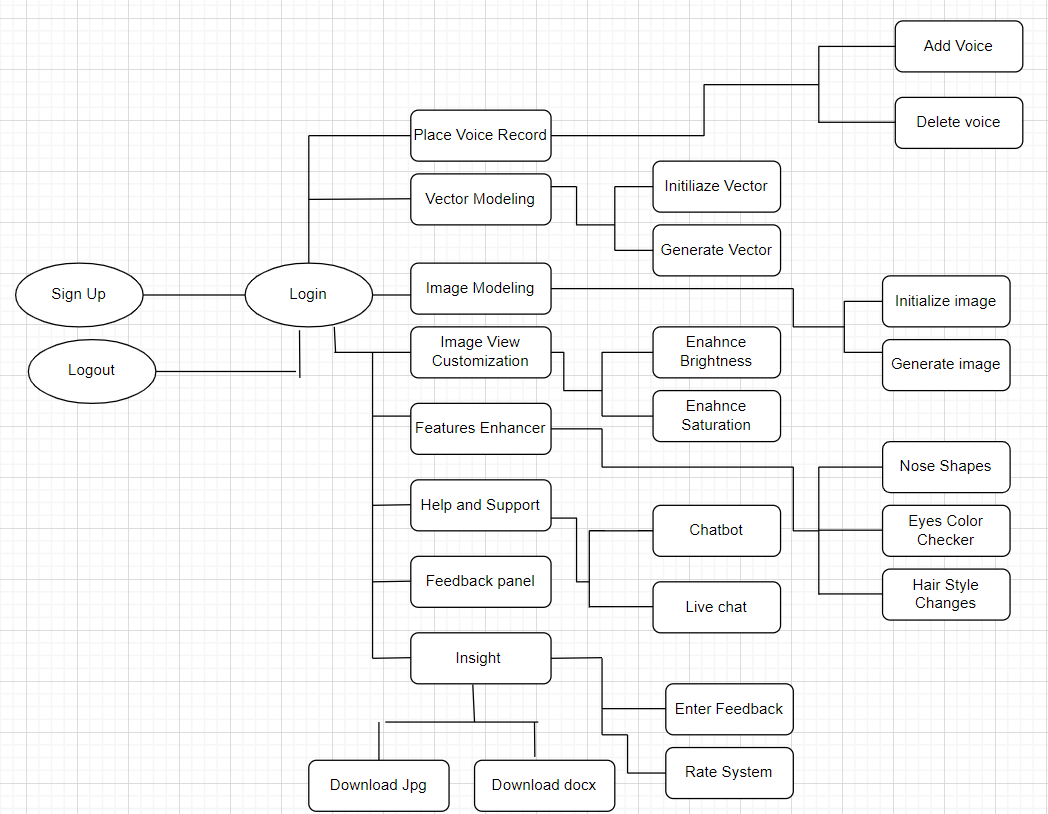 Add Voice
Delete voice
Place Voice Record
Vector Modeling
Initiliaze Vector
Generate Vector
Sign Up
Login
Logout
Image Modeling
Initialize image
Generate image
Image View
Customization
Enahnce
Brightness
Enahnce
Saturation
Features Enhancer
Nose Shapes
Eyes Color
Checker
Hair Style
Changes
Help and Support
Chatbot
Live chat
Feedback panel
Insight
Enter Feedback
Rate System
Download Jpg
Download docx